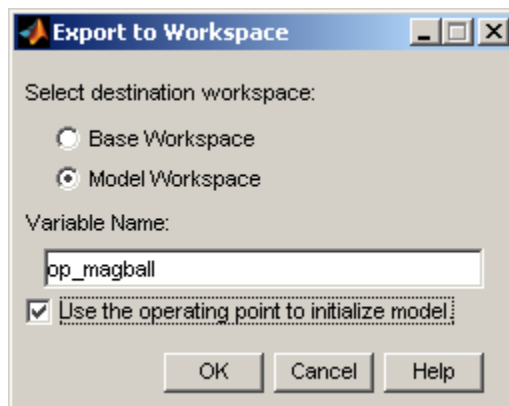 Export to Workspace
Select destination workspace:
Base Workspace
Model Workspace
Variable Name:
op_magball
Use the operating point to initialize model.
OK Cancel Help